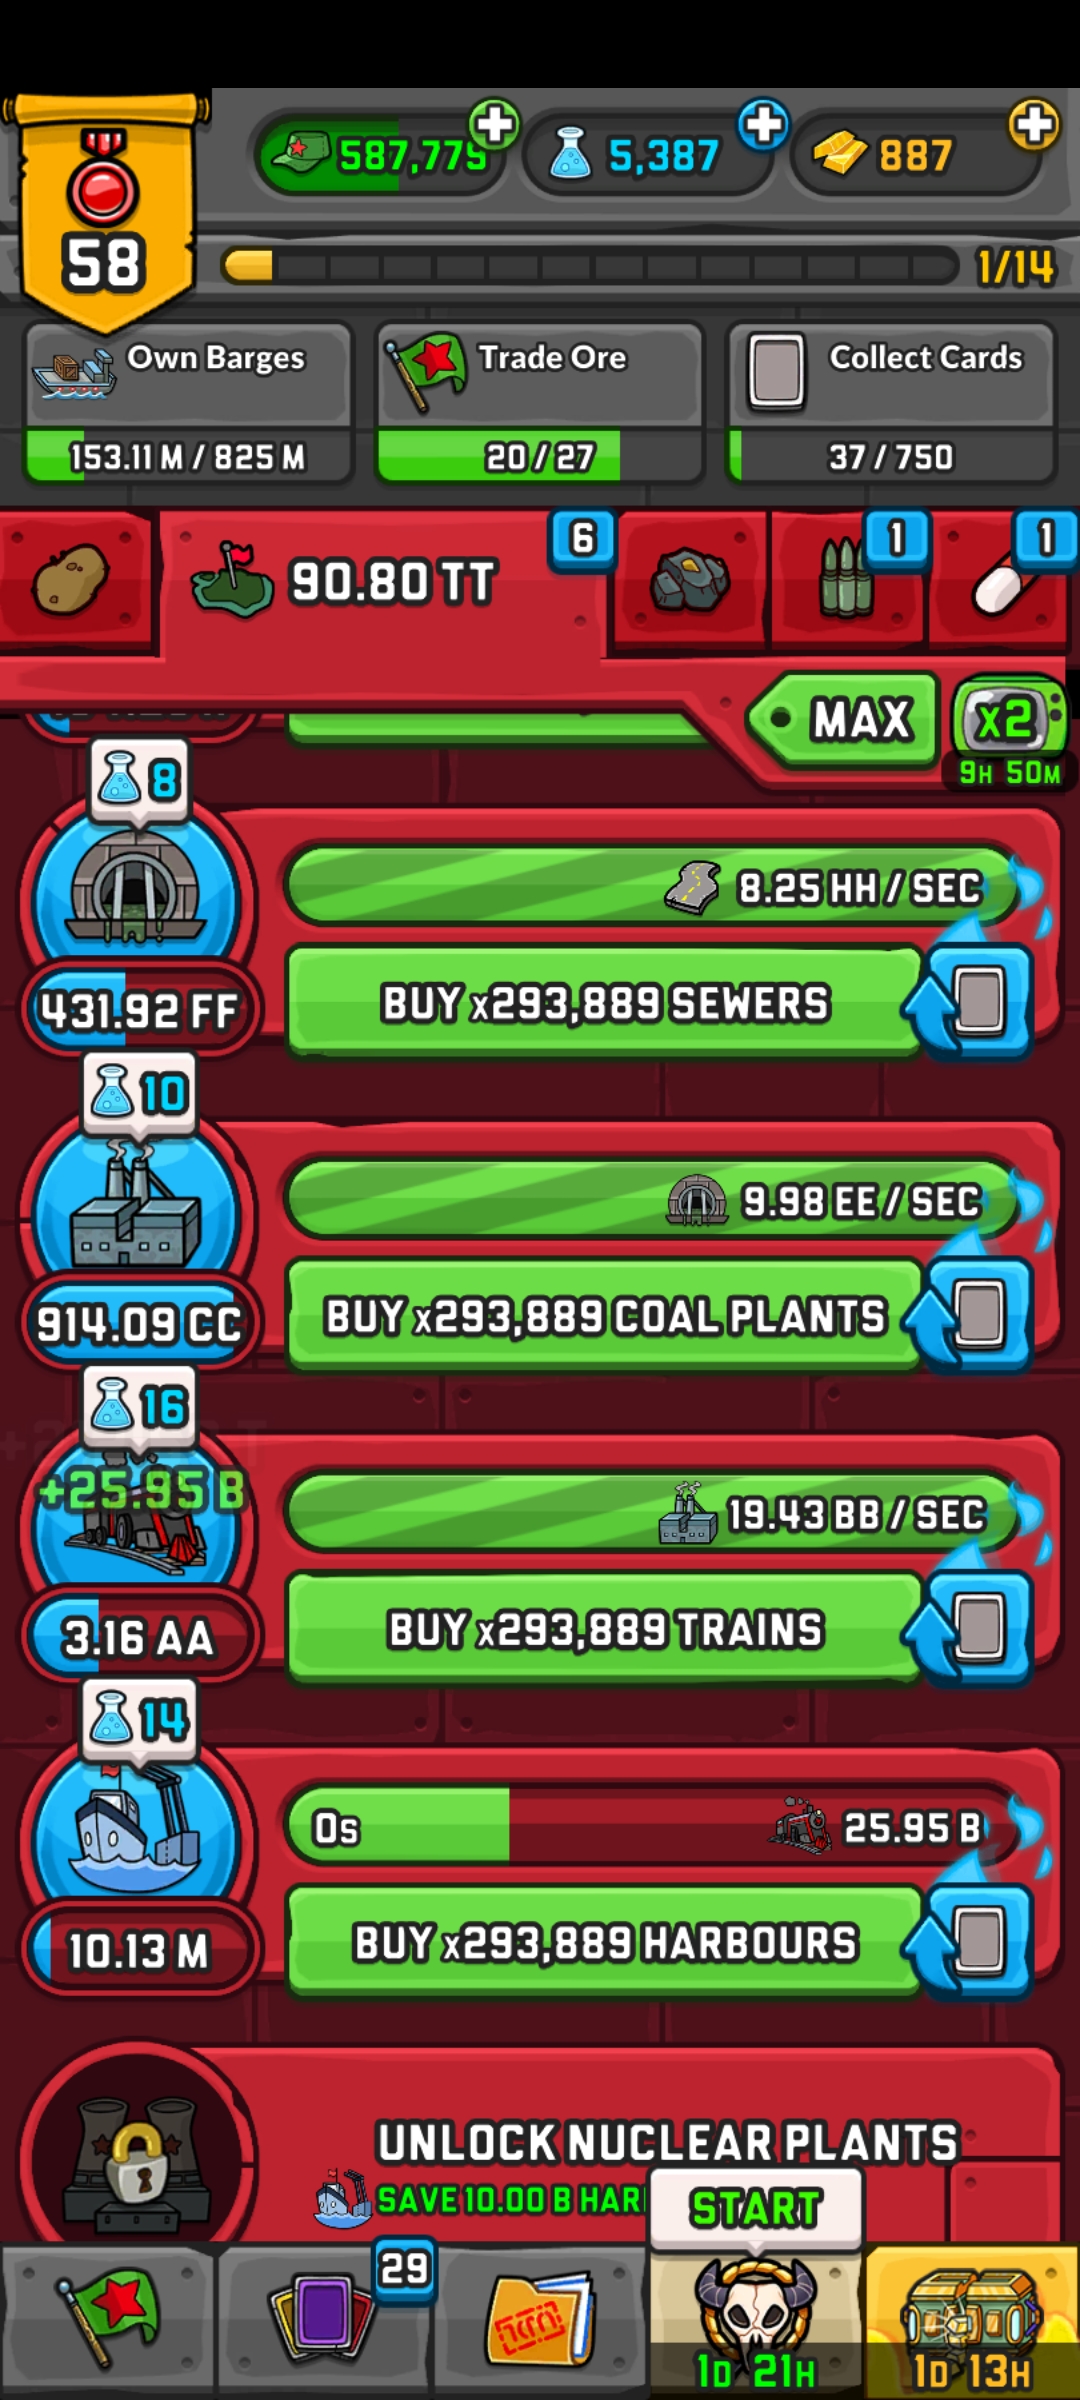 587,779
5,387
887
58
1/14
Own Barges
Trade Ore
Collect Cards
153.11 M / 825 M
20 / 27
37 / 750
90.80 TT
6
1
1
MAX
x2
9H 50M
8
8.25 HH / SEC
431.92 FF
BUY x293,889 SEWERS
10
9.98 EE / SEC
914.09 CC
BUY x293,889 COAL PLANTS
16
+25.95 B
19.43 BB / SEC
3.16 AA
BUY x293,889 TRAINS
14
0s
25.95 B
10.13 M
BUY x293,889 HARBOURS
UNLOCK NUCLEAR PLANTS
SAVE 10.00 B
START
29
1D 21H
1D 13H